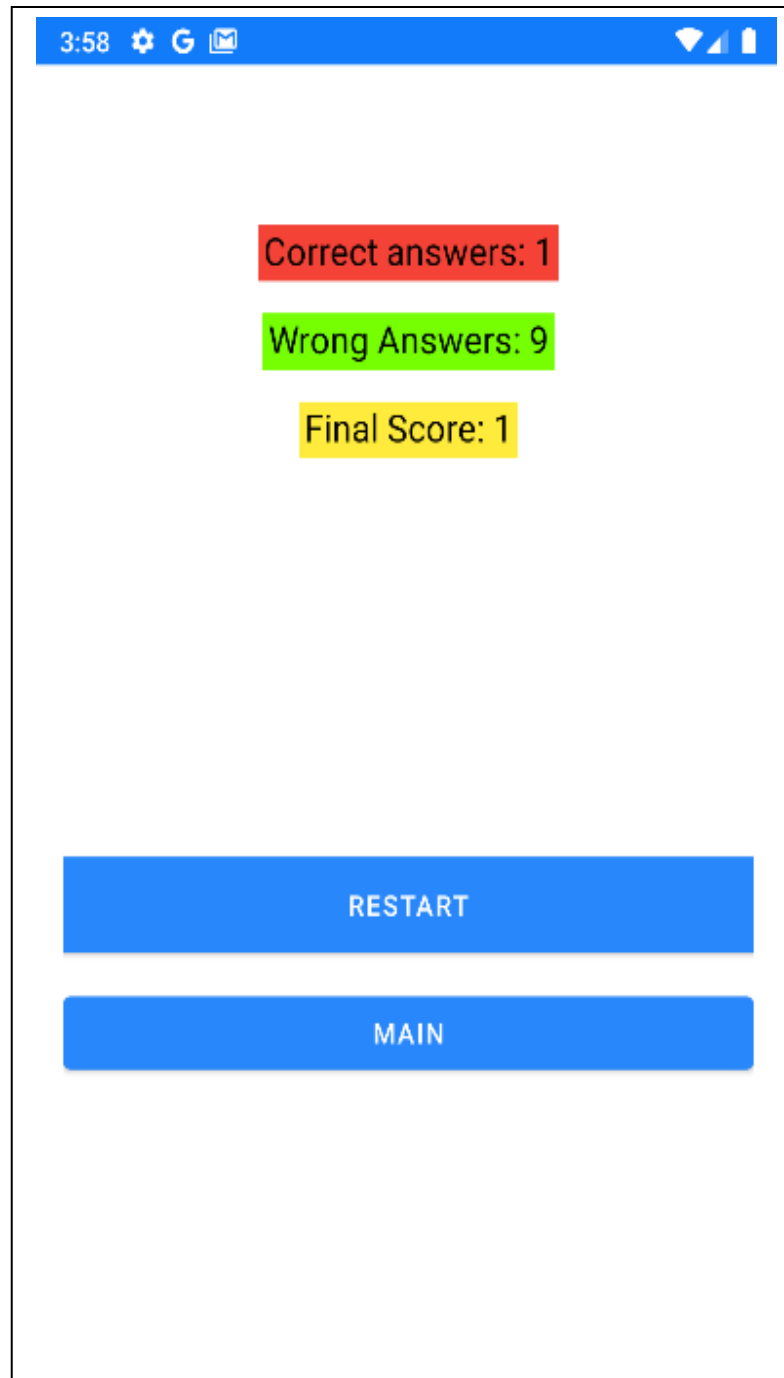 3:58
Correct answers: 1
Wrong Answers: 9
Final Score: 1
RESTART
MAIN